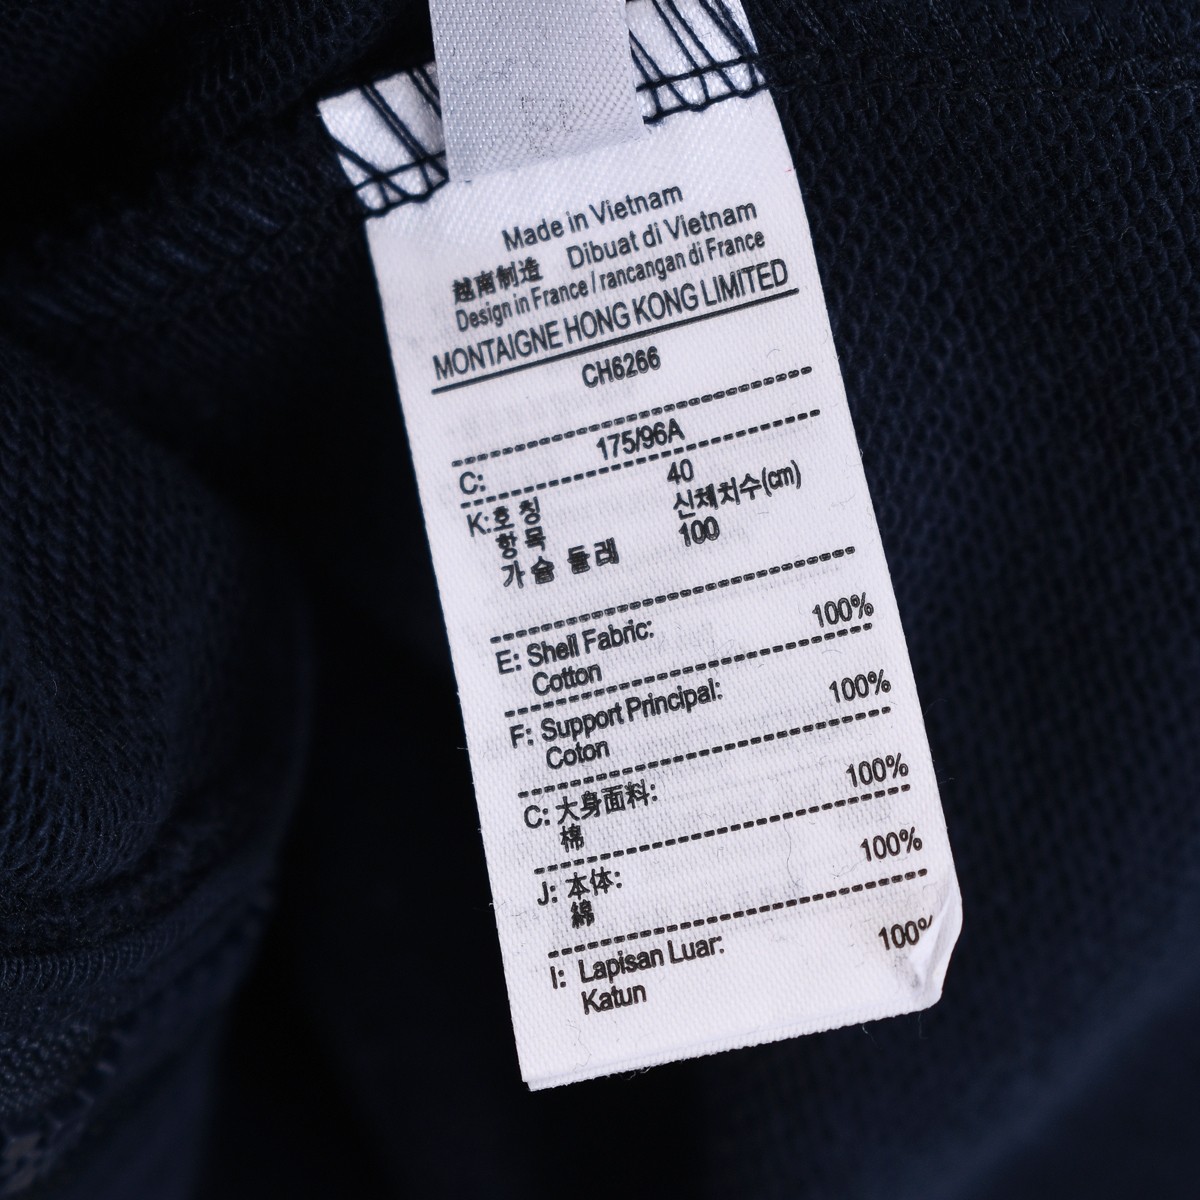 Made in Vietnam
越南制造 Dibuat di Vietnam
Design in France / rancangan di France
MONTAIGNE HONG KONG LIMITED
CH6266
C: 175/96A
K: 호 칭 40
항 목 신체치수(cm)
가 슴 둘 레 100
E: Shell Fabric: 100%
Cotton
F: Support Principal: 100%
Coton
C: 大身面料: 100%
棉
J: 本体: 100%
綿
I: Lapisan Luar: 100%
Katun